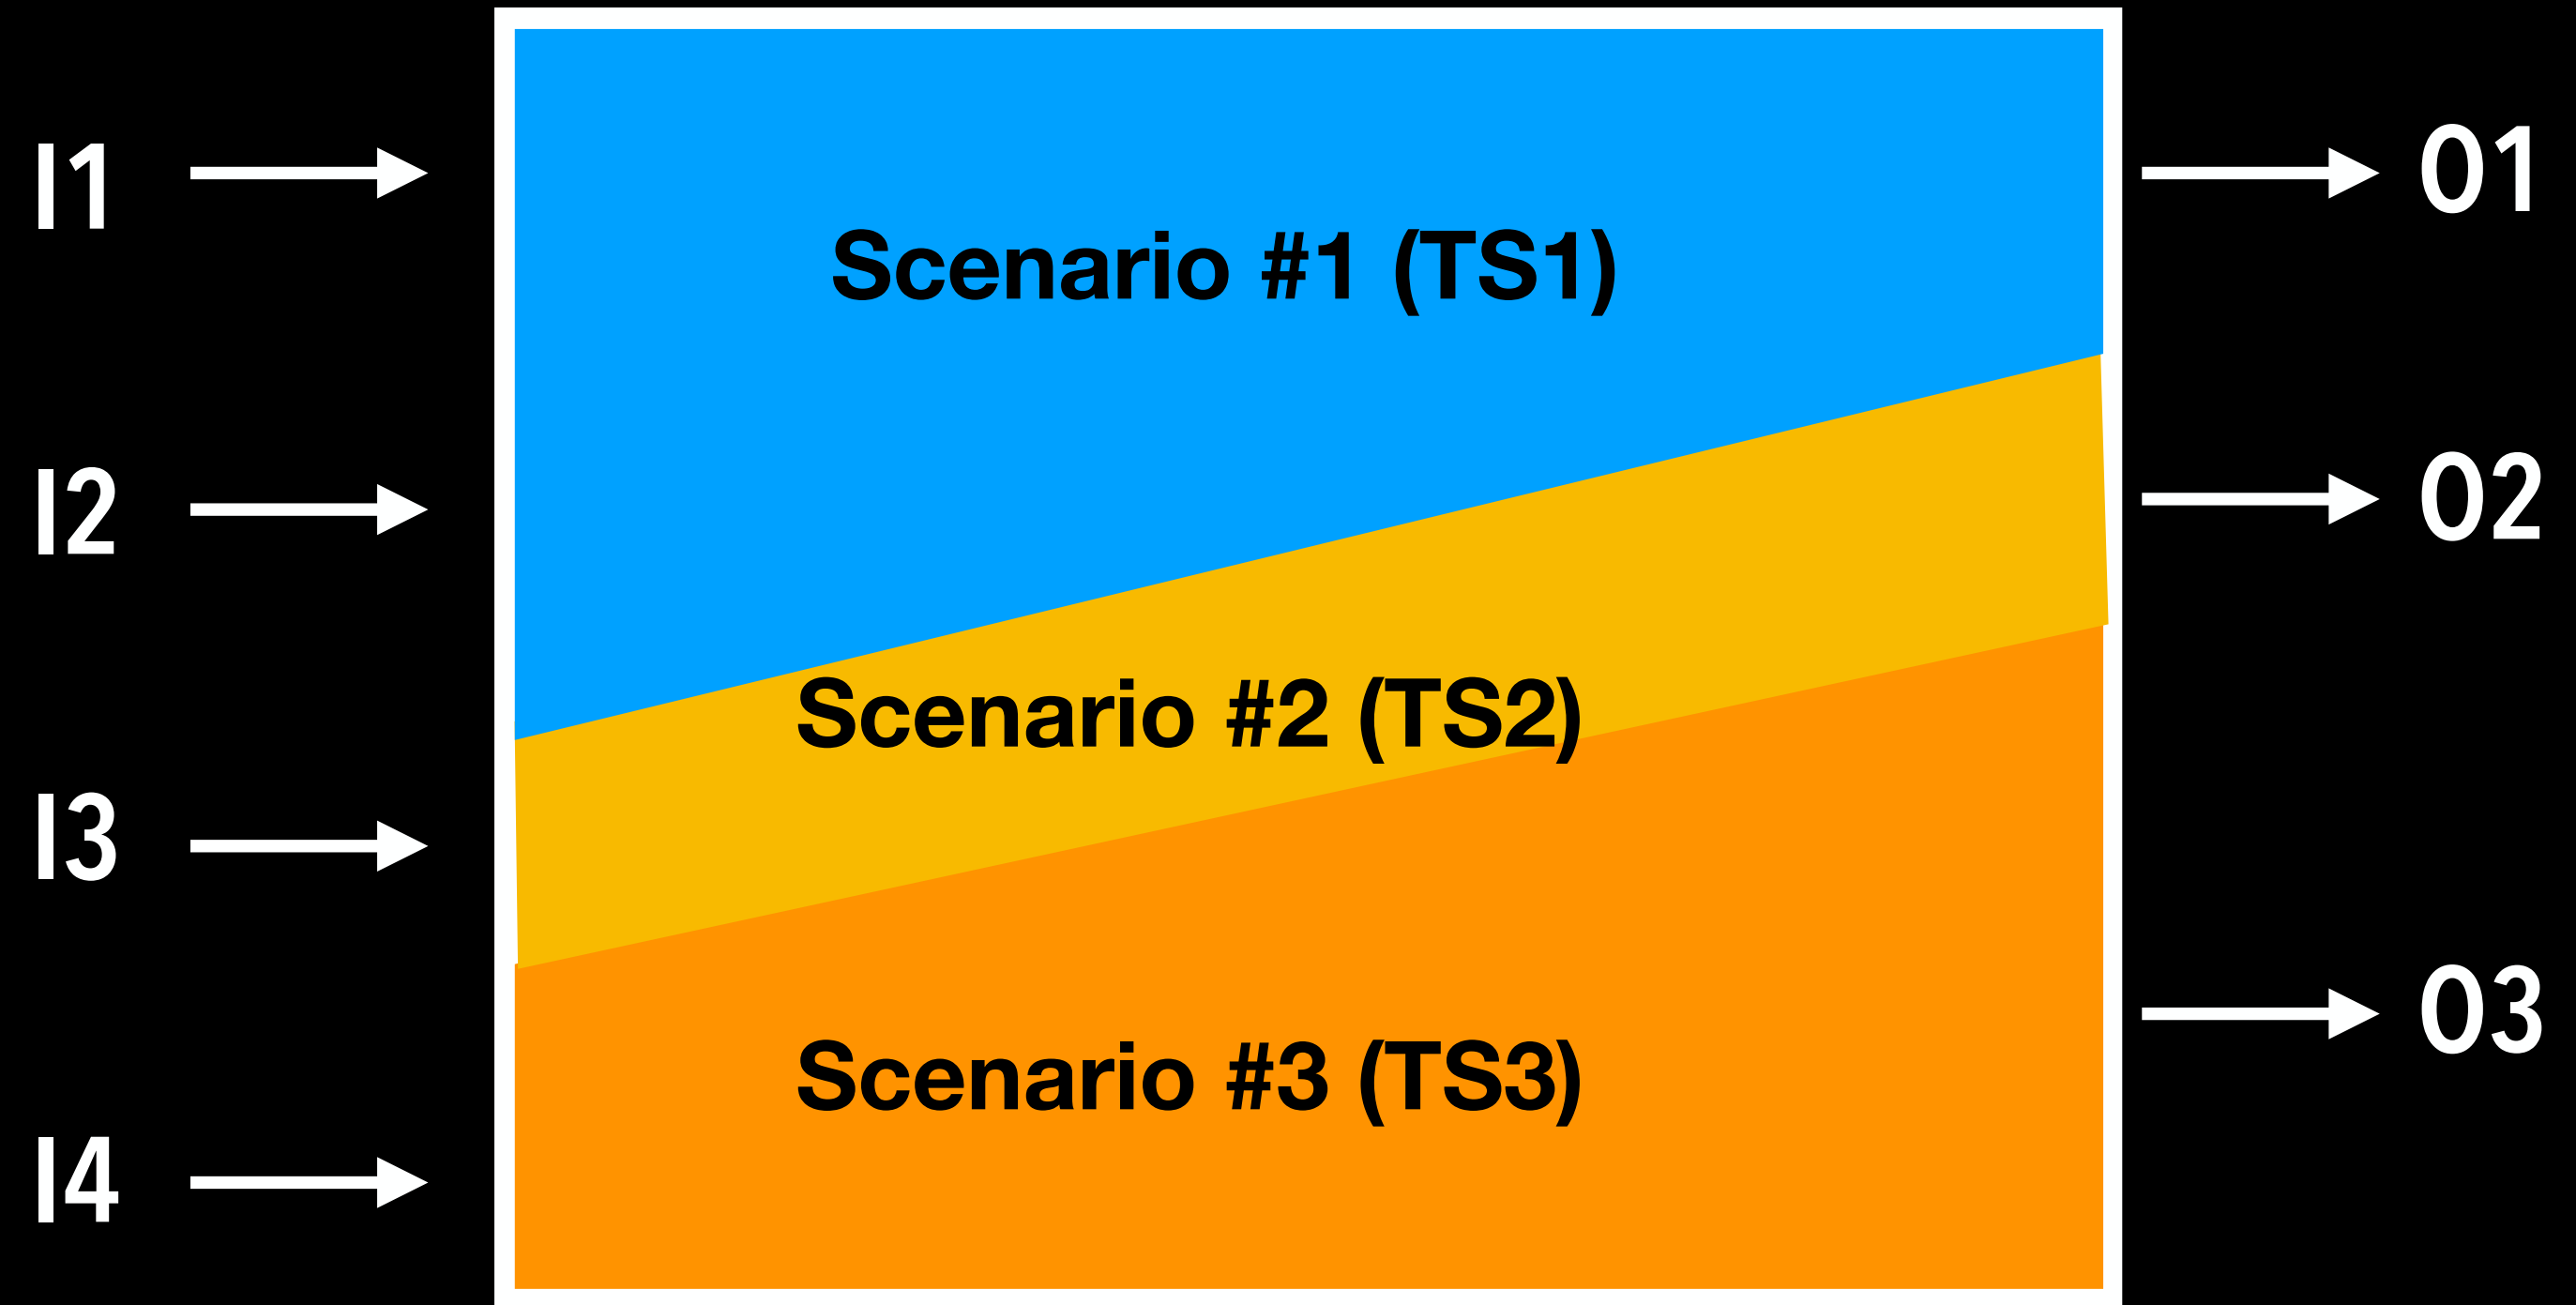 I1
O1
Scenario #1 (TS1)
I2
O2
Scenario #2 (TS2)
I3
O3
Scenario #3 (TS3)
I4